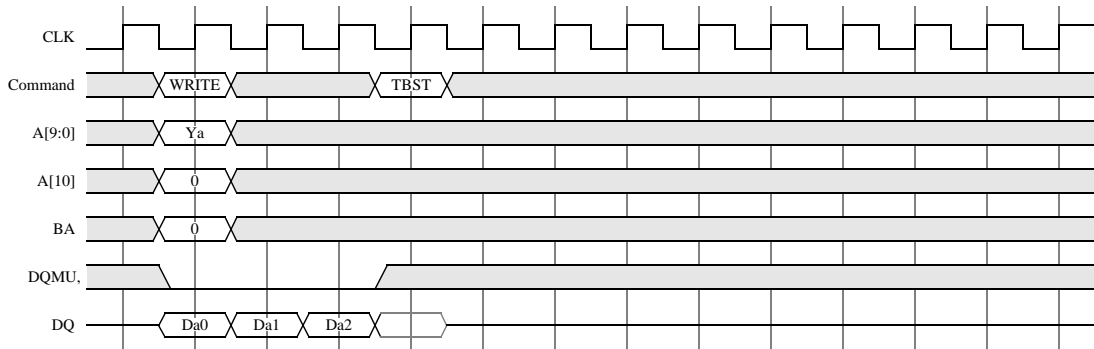 CLK
Command WRITE TBST
A[9:0] Ya
A[10] 0
BA 0
DQMU,
DQ Da0 Da1 Da2